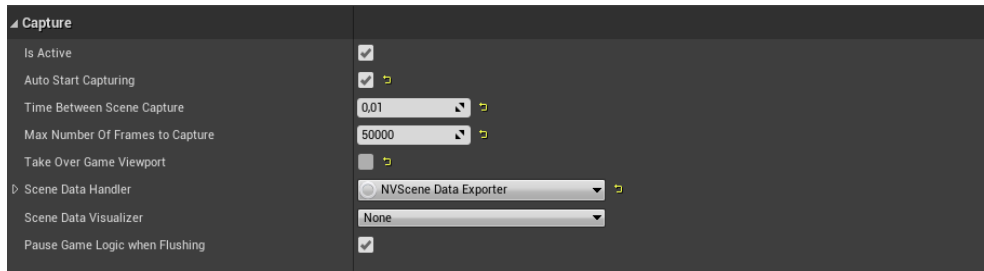 Capture
Is Active
Auto Start Capturing
Time Between Scene Capture 0,01
Max Number Of Frames to Capture 50000
Take Over Game Viewport
Scene Data Handler NVScene Data Exporter
Scene Data Visualizer None
Pause Game Logic when Flushing